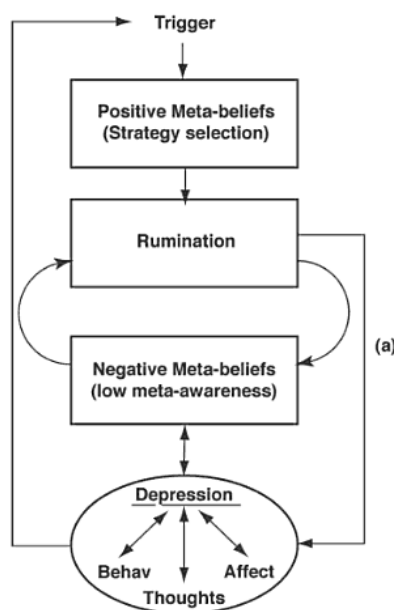 Trigger
Positive Meta-beliefs
(Strategy selection)
Rumination
(a)
Negative Meta-beliefs
(low meta-awareness)
Depression
Behav
Affect
Thoughts